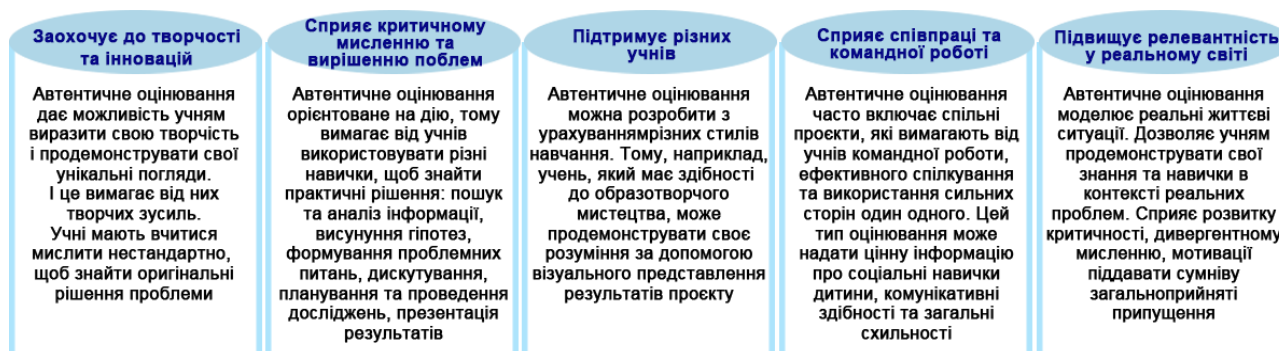 Заохочує до творчості
та інновацій
Автентичне оцінювання
дає можливість учням
виразити свою творчість
і продемонструвати свої
унікальні погляди.
І це вимагає від них
творчих зусиль.
Учні мають вчитися
мислити нестандартно,
щоб знайти оригінальні
рішення проблеми
Сприяє критичному
мисленню та
вирішенню поблем
Автентичне оцінювання
орієнтоване на дію, тому
вимагає від учнів
використовувати різні
навички, щоб знайти
практичні рішення: пошук
та аналіз інформації,
висунуння гіпотез,
формування проблемних
питань, дискутування,
планування та проведення
досліджень, презентація
результатів
Підтримує різних
учнів
Автентичне оцінювання
можна розробити з
урахуваннямрізних стилів
навчання. Тому, наприклад,
учень, який має здібності
до образотворчого
мистецтва, може
продемонструвати своє
розуміння за допомогою
візуального представлення
результатів проєкту
Сприяє співпраці та
командної роботі
Автентичне оцінювання
часто включає спільні
проєкти, які вимагають від
учнів командної роботи,
ефективного спілкування
та використання сильних
сторін один одного. Цей
тип оцінювання може
надати цінну інформацію
про соціальні навички
дитини, комунікативні
здібності та загальні
схильності
Підвищує релевантність
у реальному світі
Автентичне оцінювання
моделює реальні життєві
ситуації. Дозволяє учням
продемонструвати свої
знання та навички в
контексті реальних
проблем. Сприяє розвитку
критичності, дивергентному
мисленню, мотивації
піддавати сумніву
загальноприйняті
припущення